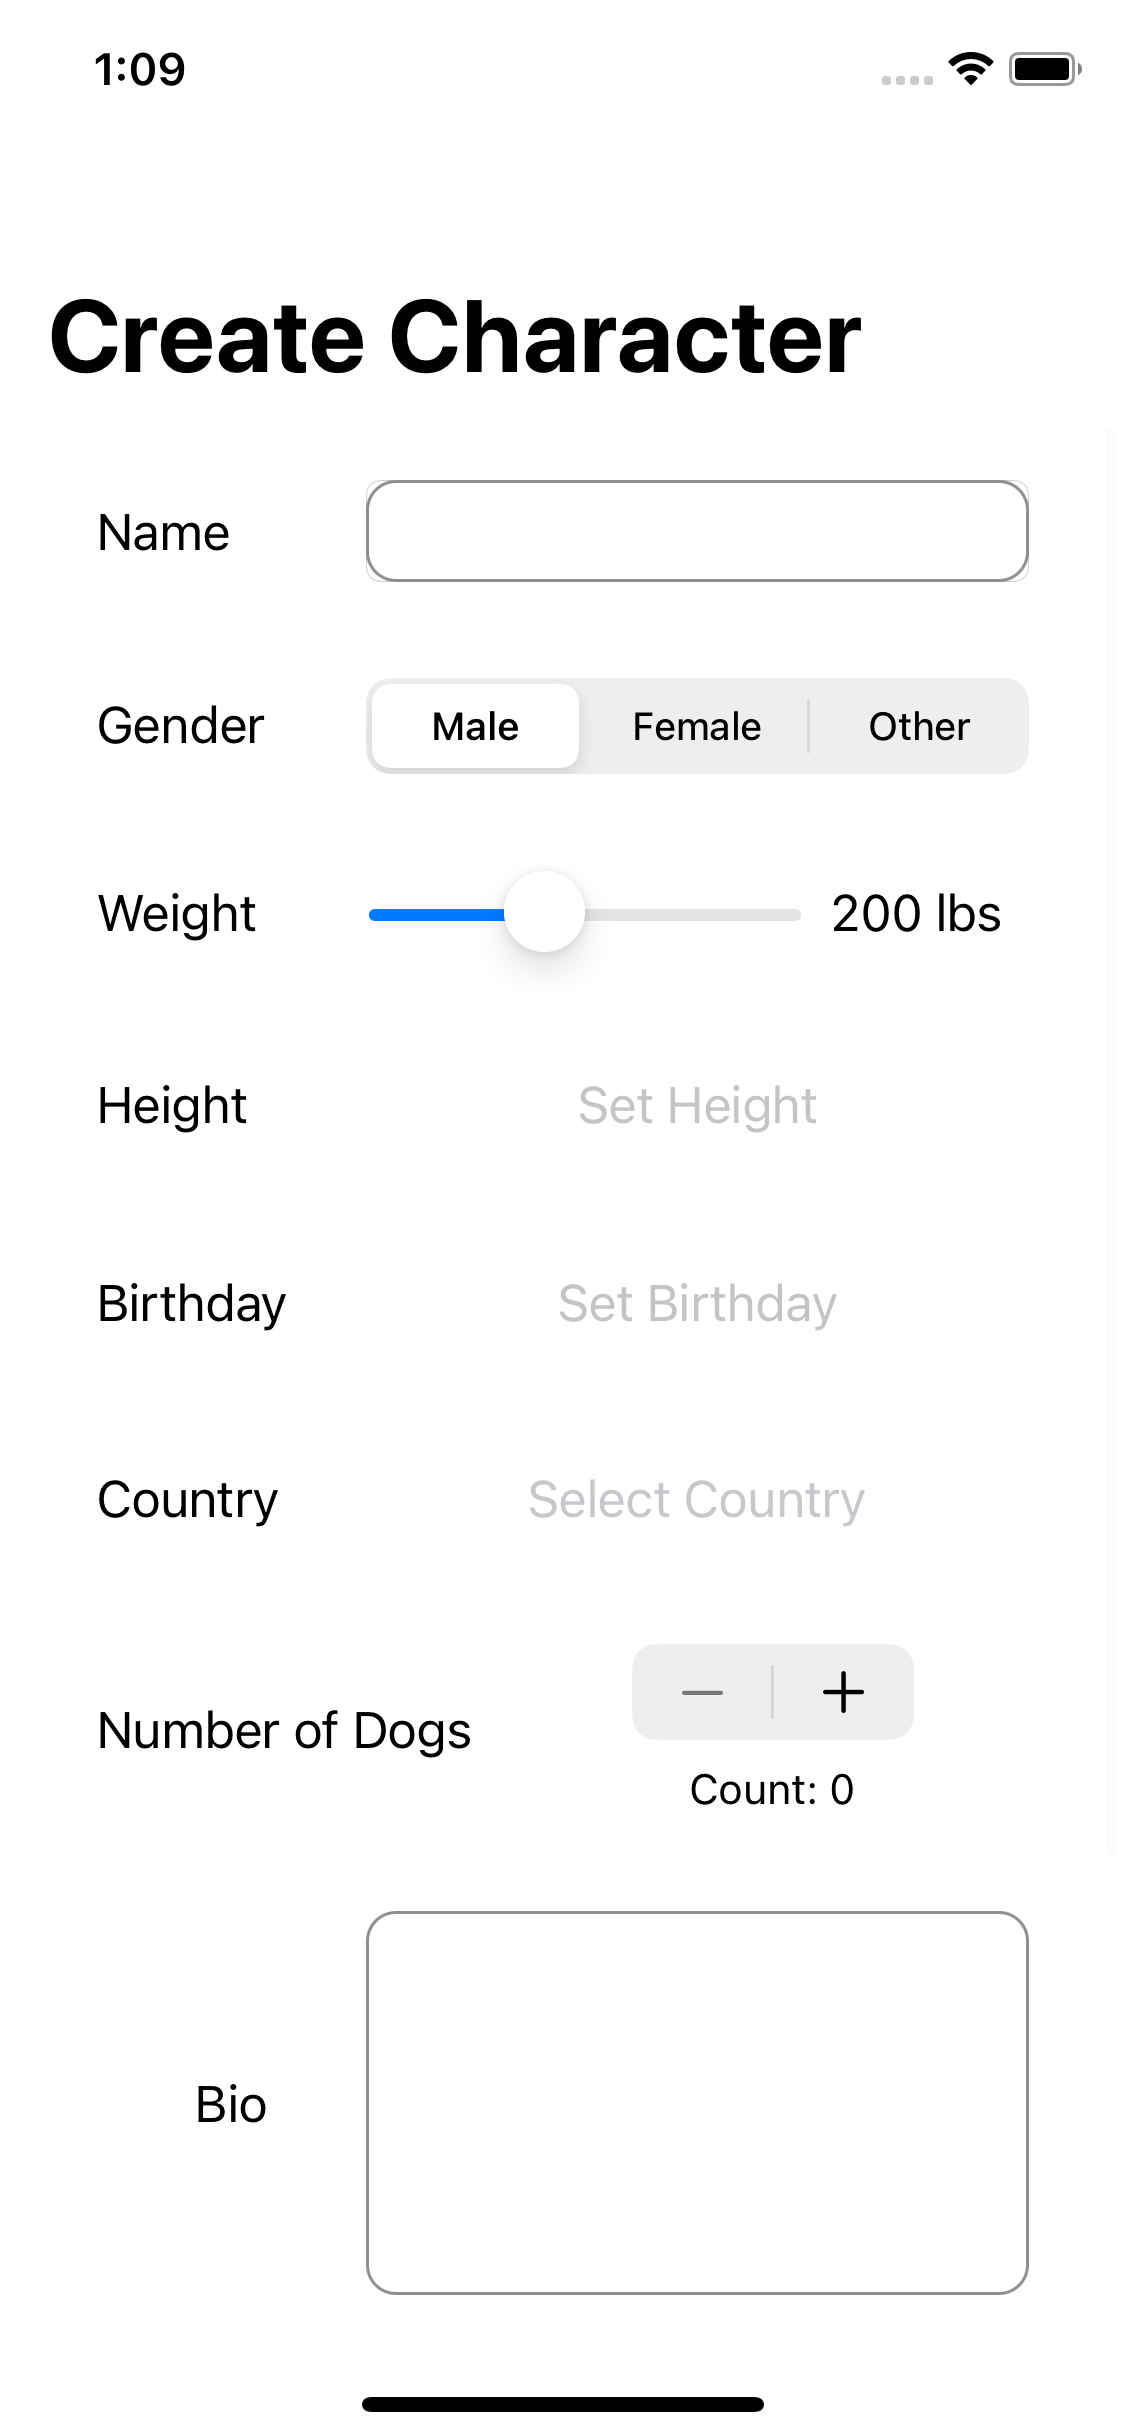 1:09
Create Character
Name
Gender Male Female Other
Weight 200 lbs
Height Set Height
Birthday Set Birthday
Country Select Country
Number of Dogs
Count: 0
Bio